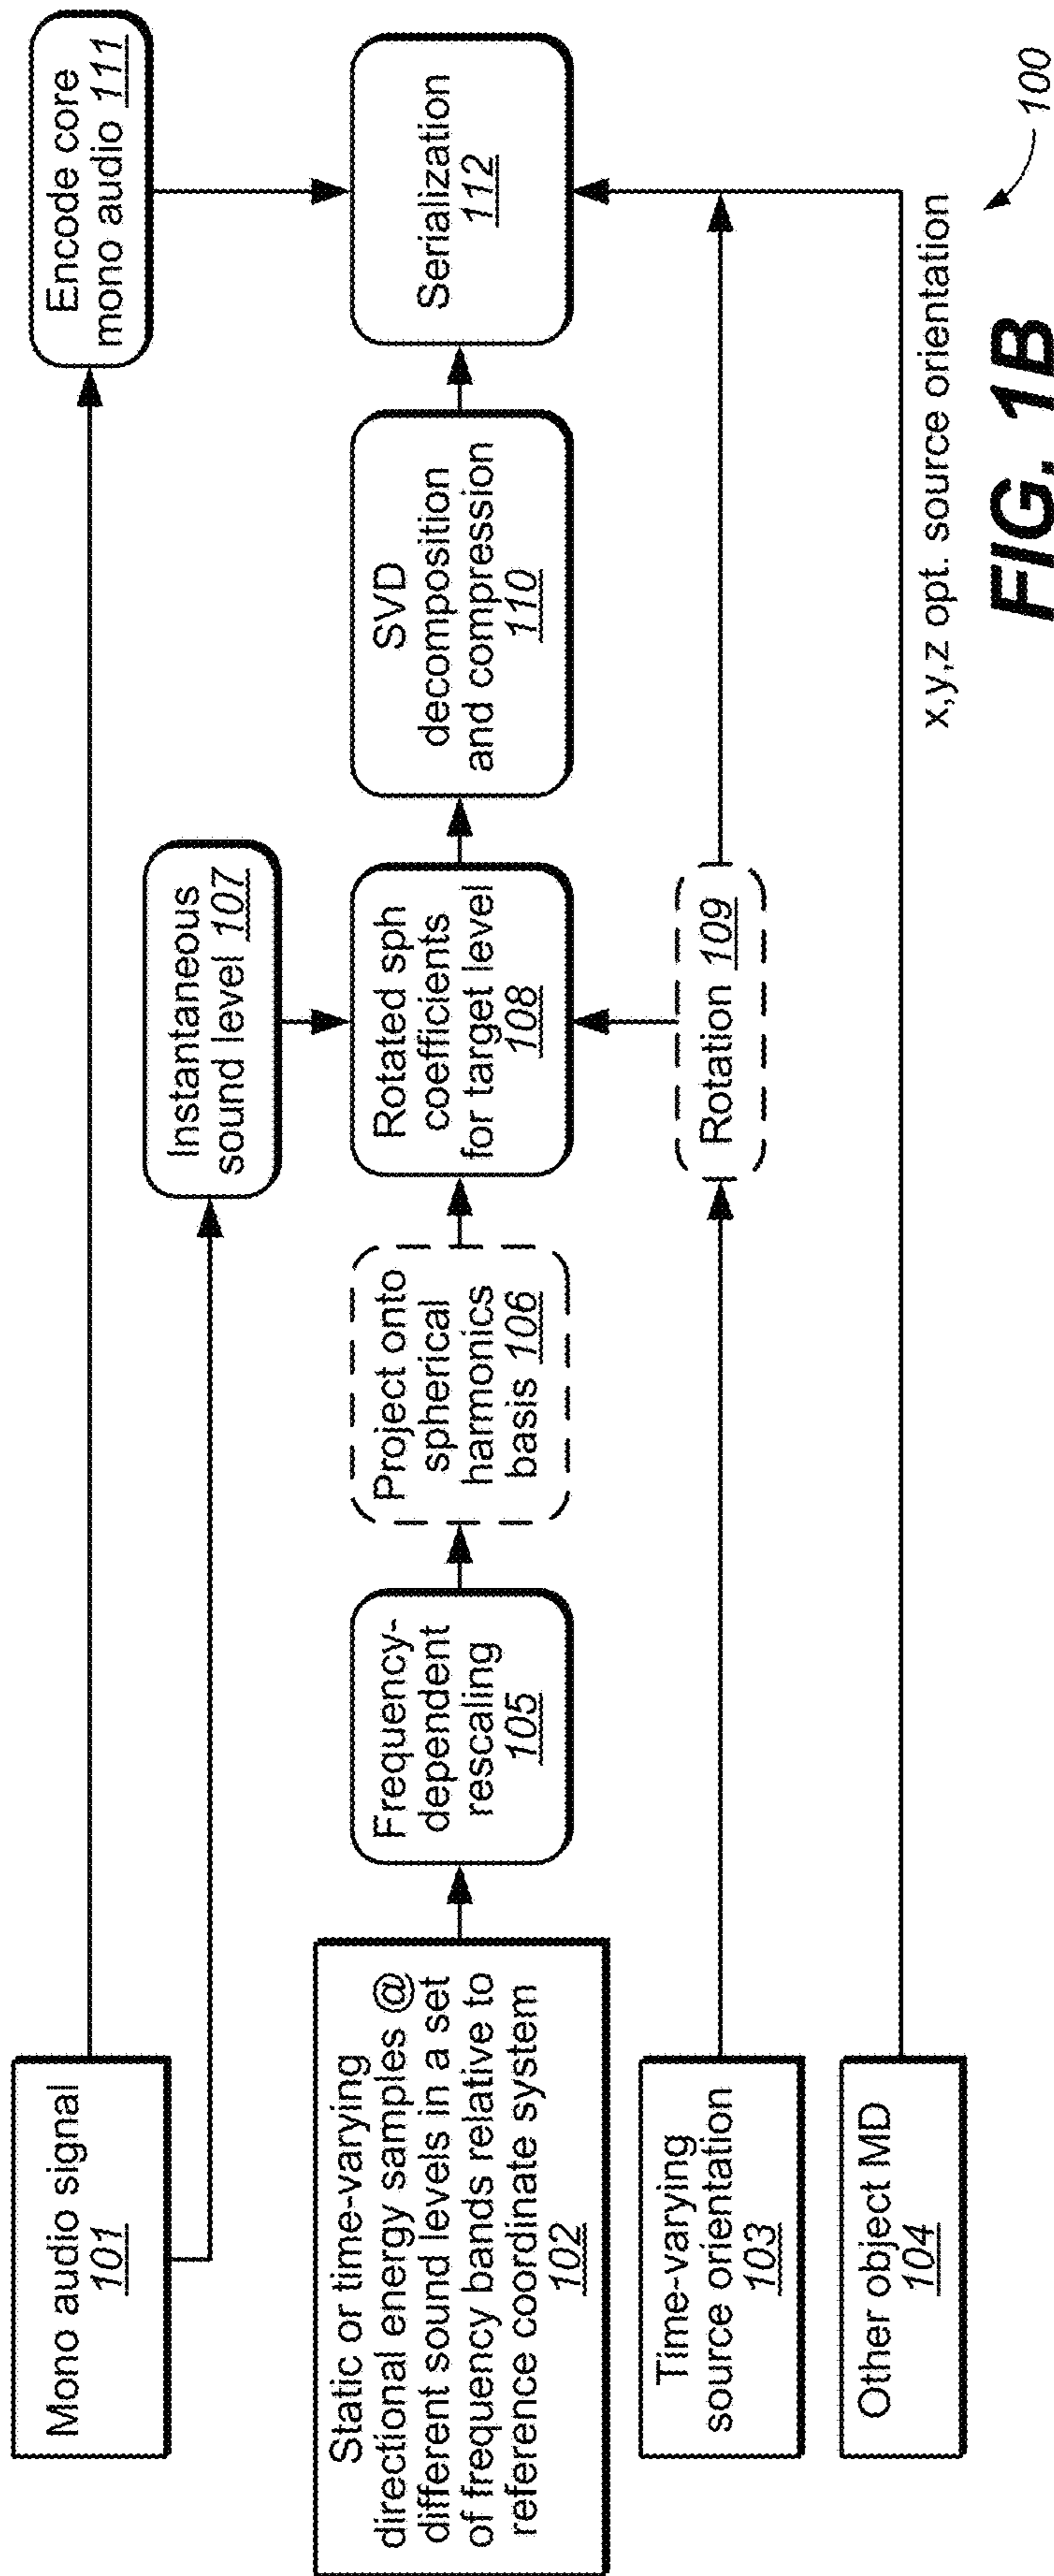 Mono audio signal
101
Encode core
mono audio 111
Instantaneous
sound level 107
Static or time-varying
directional energy samples @
different sound levels in a set
of frequency bands relative to
reference coordinate system
102
Frequency-
dependent
rescaling
105
Project onto
spherical
harmonics
basis 106
Rotated sph
coefficients
for target level
108
SVD
decomposition
and compression
110
Serialization
112
Time-varying
source orientation
103
Rotation 109
Other object MD
104
x,y,z opt. source orientation
100
FIG. 1B